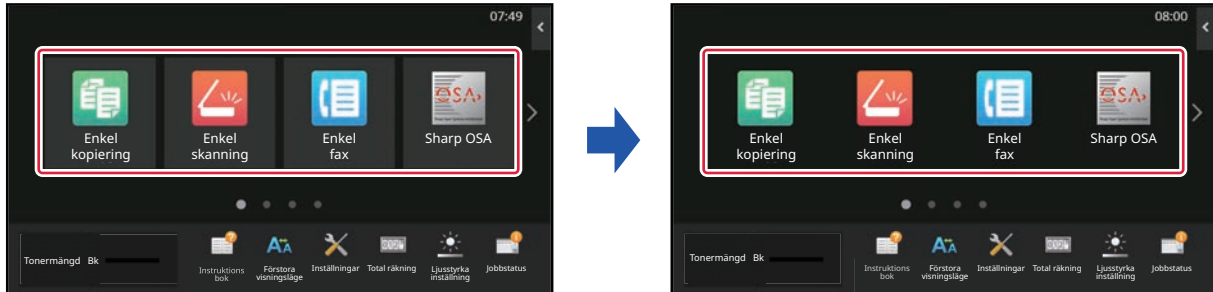 07:49
Enkel
kopiering
Enkel
skanning
OSA
Enkel
fax
Sharp OSA
Tonermängd Bk
Instruktions
bok
Förstora
visningsläge
Inställningar
Total räkning
Ljusstyrka
inställning
Jobbstatus
08:00
Enkel
kopiering
Enkel
skanning
Enkel
fax
OSA
Sharp OSA
Tonermängd Bk
Instruktions
bok
Förstora
visningsläge
Inställningar
Total räkning
Ljusstyrka
inställning
Jobbstatus